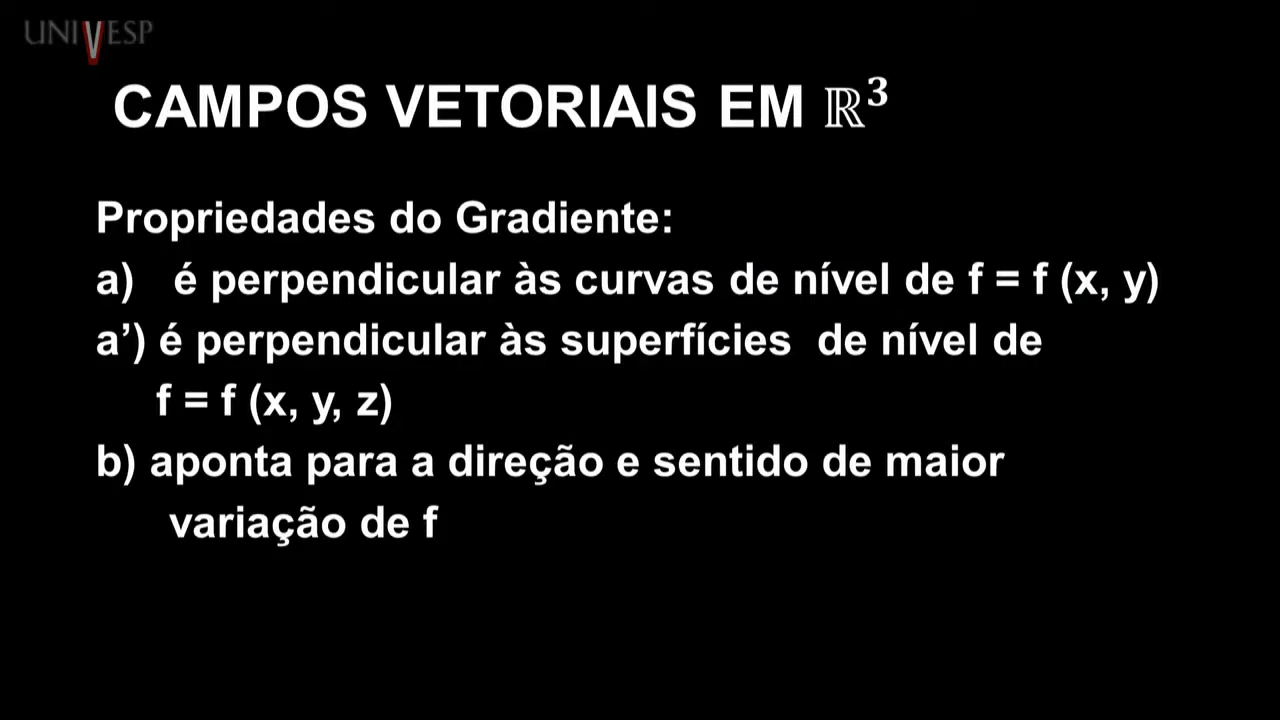 UNIVESP
CAMPOS VETORIAIS EM ℝ³
Propriedades do Gradiente:
a) é perpendicular às curvas de nível de f = f (x, y)
a’) é perpendicular às superfícies de nível de
f = f (x, y, z)
b) aponta para a direção e sentido de maior
variação de f